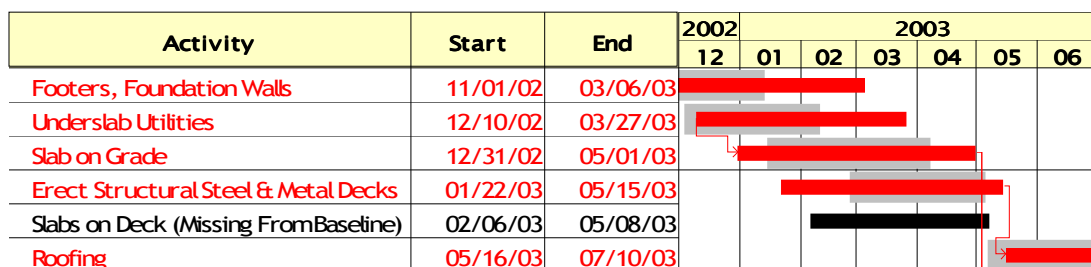 Activity Start End 2002 2003
12 01 02 03 04 05 06
Footers, Foundation Walls 11/01/02 03/06/03
Underslab Utilities 12/10/02 03/27/03
Slab on Grade 12/31/02 05/01/03
Erect Structural Steel & Metal Decks 01/22/03 05/15/03
Slabs on Deck (Missing From Baseline) 02/06/03 05/08/03
Roofing 05/16/03 07/10/03